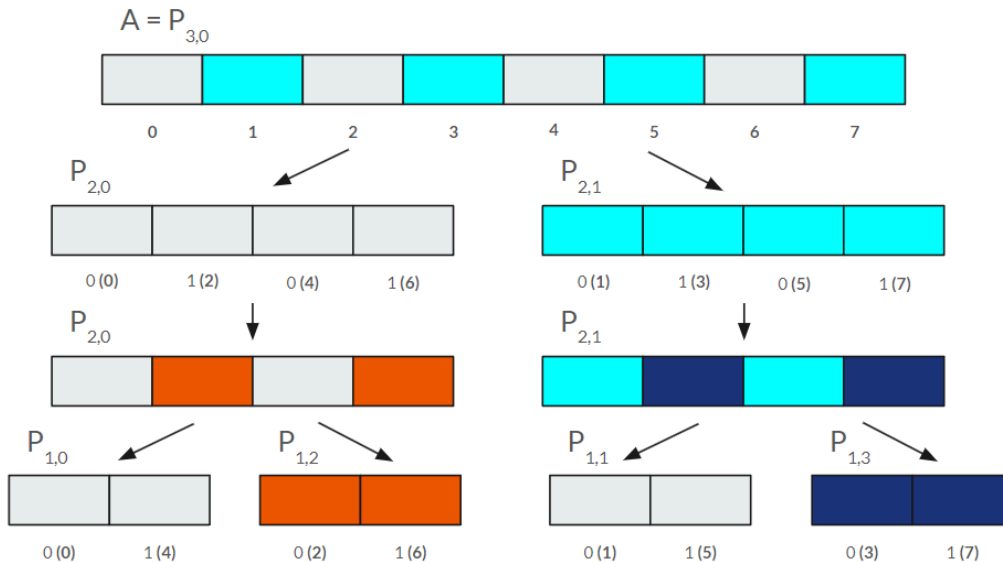 A = P3,0
0 1 2 3 4 5 6 7
P2,0 P2,1
0 (0) 1 (2) 0 (4) 1 (6) 0 (1) 1 (3) 0 (5) 1 (7)
P2,0 P2,1
P1,0 P1,2 P1,1 P1,3
0 (0) 1 (4) 0 (2) 1 (6) 0 (1) 1 (5) 0 (3) 1 (7)